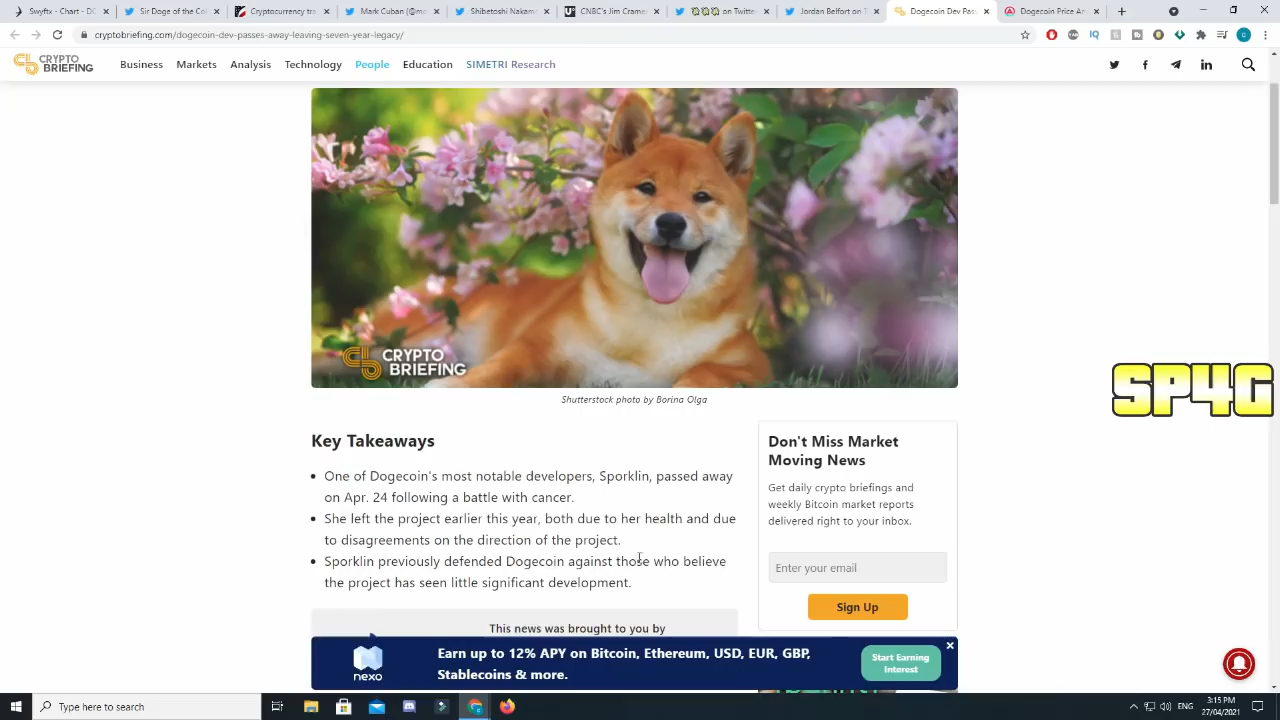 Swyftx - Chart - DO
Sir Doge of the Coi
Cryptocurrency tra
Mark Cuban (@mc
Shibetoshi Nakamo
CNBC's Jim Cramer
on Twit
Jordan Belfort on T
Dogecoin Dev Pas
Dogecoin Price An
cryptobriefing.com/dogecoin-dev-passes-away-leaving-seven-year-legacy/
CRYPTO
BRIEFING
Business
Markets
Analysis
Technology
People
Education
SIMETRI Research
CRYPTO
BRIEFING
Shutterstock photo by Borina Olga
SP4G
Key Takeaways
One of Dogecoin's most notable developers, Sporklin, passed away
on Apr. 24 following a battle with cancer.
She left the project earlier this year, both due to her health and due
to disagreements on the direction of the project.
Sporklin previously defended Dogecoin against those who believe
the project has seen little significant development.
This news was brought to you by
Don't Miss Market
Moving News
Get daily crypto briefings and
weekly Bitcoin market reports
delivered right to your inbox.
Enter your email
Sign Up
nexo
Earn up to 12% APY on Bitcoin, Ethereum, USD, EUR, GBP,
Stablecoins & more.
Start Earning
Interest
Type here to search
ENG
3:15 PM
27/04/2021